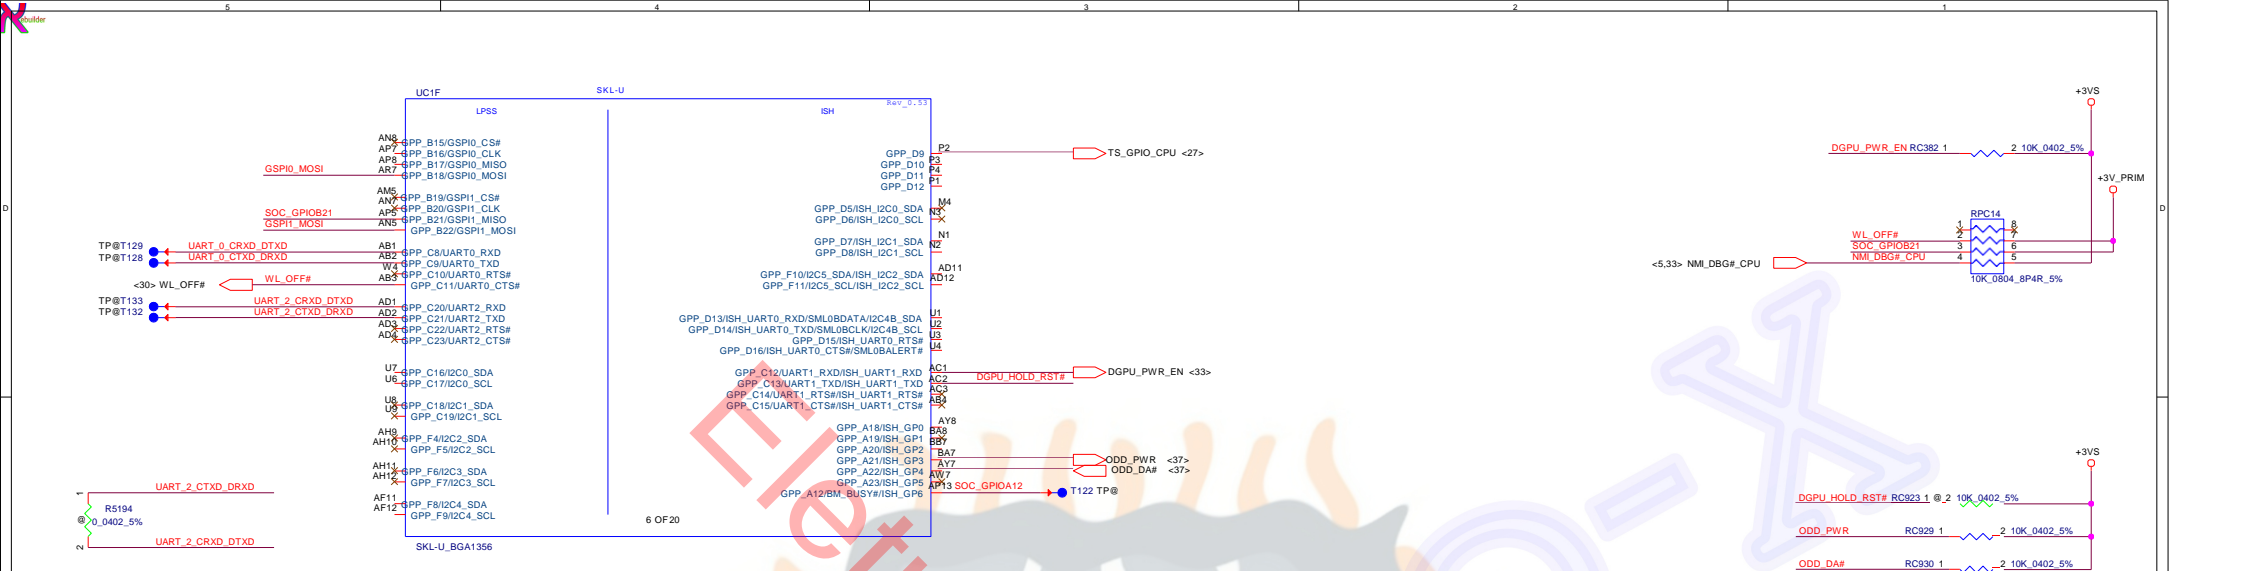 5 4 3 2 1
ebuilder
D
D
UC1F
SKL-U
Rev_0.53
LPSS
ISH
AN8 GPP_B15/GSPI0_CS#
AP7 GPP_B16/GSPI0_CLK
AP8 GPP_B17/GSPI0_MISO
GSPI0_MOSI AR7 GPP_B18/GSPI0_MOSI
AM5 GPP_B19/GSPI1_CS#
AN7 GPP_B20/GSPI1_CLK
SOC_GPIOB21 AP5 GPP_B21/GSPI1_MISO
GSPI1_MOSI AN5 GPP_B22/GSPI1_MOSI
TP@T129 UART_0_CRXD_DTXD AB1 GPP_C8/UART0_RXD
TP@T128 UART_0_CTXD_DRXD AB2 GPP_C9/UART0_TXD
W4 GPP_C10/UART0_RTS#
<30> WL_OFF# WL_OFF# AB3 GPP_C11/UART0_CTS#
TP@T133 UART_2_CRXD_DTXD AD1 GPP_C20/UART2_RXD
TP@T132 UART_2_CTXD_DRXD AD2 GPP_C21/UART2_TXD
AD3 GPP_C22/UART2_RTS#
AD4 GPP_C23/UART2_CTS#
U7 GPP_C16/I2C0_SDA
U6 GPP_C17/I2C0_SCL
U8 GPP_C18/I2C1_SDA
U9 GPP_C19/I2C1_SCL
AH9 GPP_F4/I2C2_SDA
AH10 GPP_F5/I2C2_SCL
AH11 GPP_F6/I2C3_SDA
AH12 GPP_F7/I2C3_SCL
AF11 GPP_F8/I2C4_SDA
AF12 GPP_F9/I2C4_SCL
GPP_D9 P2 TS_GPIO_CPU <27>
GPP_D10 P3
GPP_D11 P4
GPP_D12 P1
GPP_D5/ISH_I2C0_SDA M4
GPP_D6/ISH_I2C0_SCL N3
GPP_D7/ISH_I2C1_SDA N1
GPP_D8/ISH_I2C1_SCL N2
GPP_F10/I2C5_SDA/ISH_I2C2_SDA AD11
GPP_F11/I2C5_SCL/ISH_I2C2_SCL AD12
GPP_D13/ISH_UART0_RXD/SML0BDATA/I2C4B_SDA U1
GPP_D14/ISH_UART0_TXD/SML0BCLK/I2C4B_SCL U2
GPP_D15/ISH_UART0_RTS# U3
GPP_D16/ISH_UART0_CTS#/SML0BALERT# U4
GPP_C12/UART1_RXD/ISH_UART1_RXD AC1 DGPU_PWR_EN <33>
GPP_C13/UART1_TXD/ISH_UART1_TXD AC2 DGPU_HOLD_RST#
GPP_C14/UART1_RTS#/ISH_UART1_RTS# AC3
GPP_C15/UART1_CTS#/ISH_UART1_CTS# AB4
GPP_A18/ISH_GP0 AY8
GPP_A19/ISH_GP1 BA8
GPP_A20/ISH_GP2 BB7
GPP_A21/ISH_GP3 BA7 ODD_PWR <37>
GPP_A22/ISH_GP4 AY7 ODD_DA# <37>
GPP_A23/ISH_GP5 AW7
GPP_A12/BM_BUSY#/ISH_GP6 AP13 SOC_GPIOA12 T122 TP@
6 OF20
SKL-U_BGA1356
UART_2_CTXD_DRXD
1
R5194
@ 0_0402_5%
2
UART_2_CRXD_DTXD
+3VS
DGPU_PWR_EN RC382 1 2 10K_0402_5%
+3V_PRIM
RPC14
1 8
WL_OFF# 2 7
SOC_GPIOB21 3 6
<5,33> NMI_DBG#_CPU NMI_DBG#_CPU 4 5
10K_0804_8P4R_5%
+3VS
DGPU_HOLD_RST# RC923 1 @ 2 10K_0402_5%
ODD_PWR RC929 1 2 10K_0402_5%
ODD_DA# RC930 1 2 10K_0402_5%